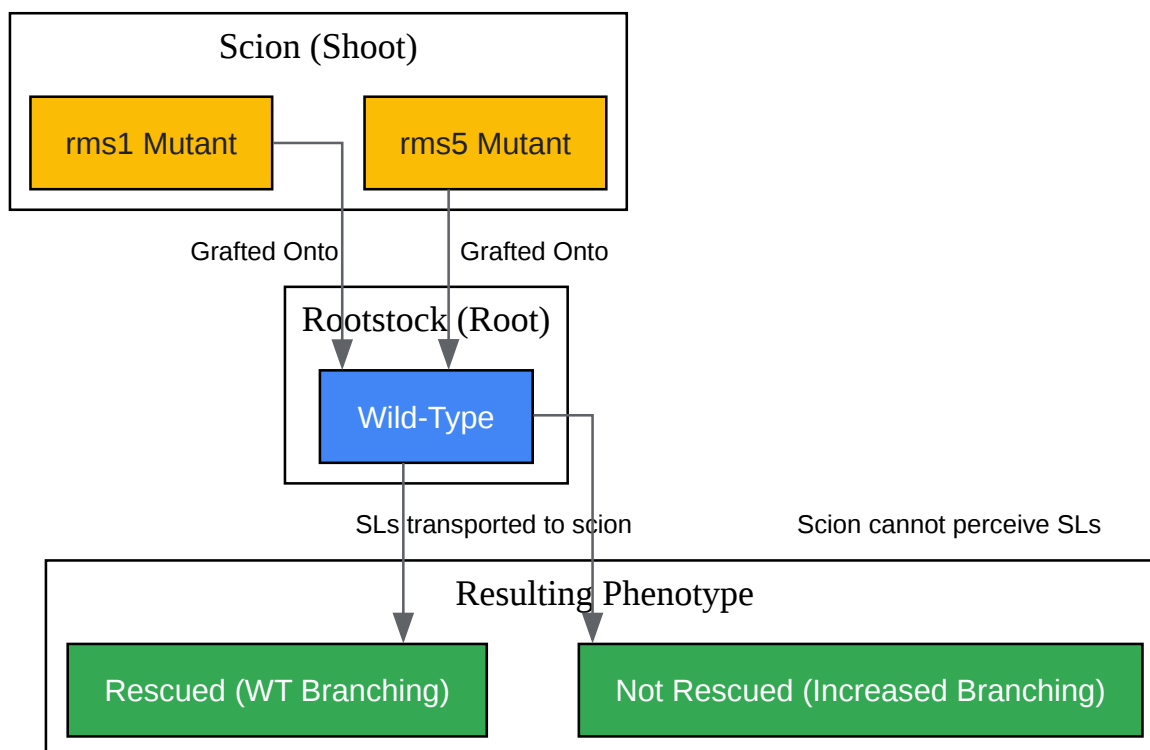 Scion (Shoot)
rms1 Mutant
rms5 Mutant
Grafted Onto
Grafted Onto
Rootstock (Root)
Wild-Type
SLs transported to scion
Scion cannot perceive SLs
Resulting Phenotype
Rescued (WT Branching)
Not Rescued (Increased Branching)